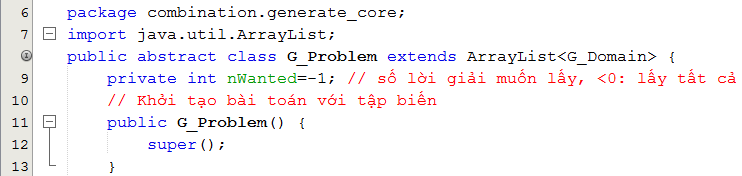 6 package combination.generate_core;
7 import java.util.ArrayList;
public abstract class G_Problem extends ArrayList<G_Domain> {
9 private int nWanted=-1; // số lời giải muốn lấy, <0: lấy tất cả
10 // Khởi tạo bài toán với tập biến
11 public G_Problem() {
12 super();
13 }